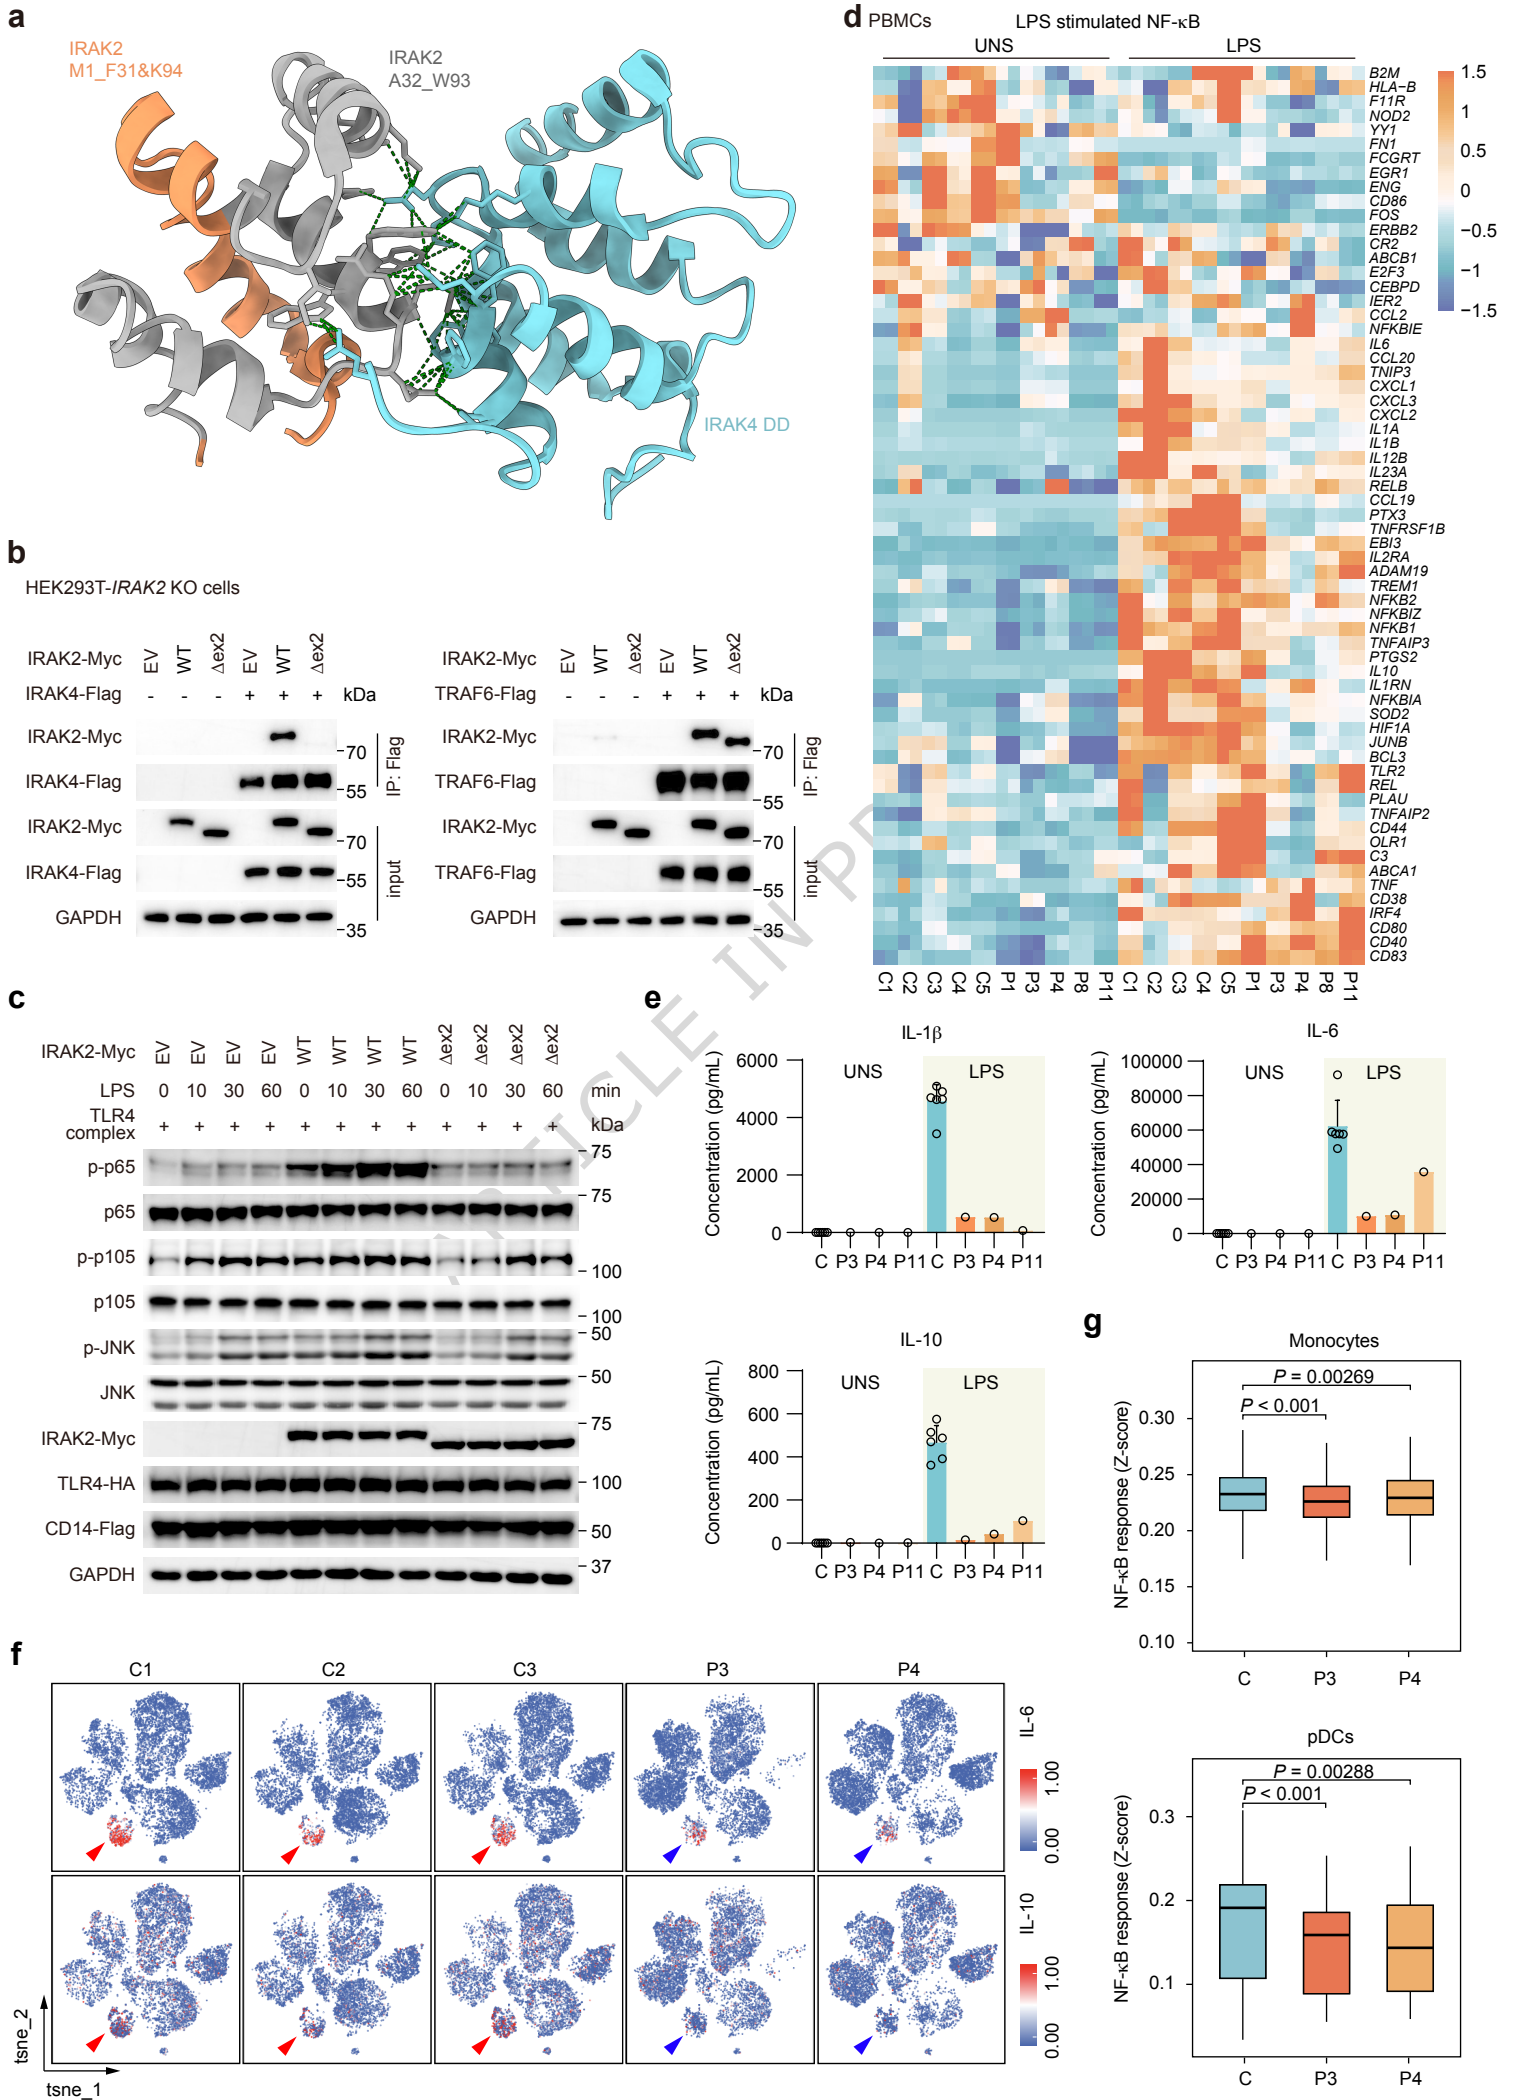 a
IRAK2
M1_F31&K94
IRAK2
A32_W93
IRAK4 DD
b
HEK293T-IRAK2 KO cells
IRAK2-Myc EV WT Δex2 EV WT Δex2
IRAK4-Flag - - - + + + kDa
IRAK2-Myc 70
IRAK4-Flag 55
IP: Flag
IRAK2-Myc 70
IRAK4-Flag 55
GAPDH 35
input
IRAK2-Myc EV WT Δex2 EV WT Δex2
TRAF6-Flag - - - + + + kDa
IRAK2-Myc 70
TRAF6-Flag 55
IP: Flag
IRAK2-Myc 70
TRAF6-Flag 55
GAPDH 35
input
c
IRAK2-Myc EV EV EV EV WT WT WT WT Δex2 Δex2 Δex2 Δex2
LPS 0 10 30 60 0 10 30 60 0 10 30 60 min
TLR4
complex + + + + + + + + + + + + kDa
p-p65 75
p65 75
p-p105 100
p105 100
p-JNK 50
JNK 50
IRAK2-Myc 75
TLR4-HA 100
CD14-Flag 50
GAPDH 37
d
PBMCs
LPS stimulated NF-κB
UNS LPS
B2M
HLA−B
F11R
NOD2
YY1
FN1
FCGRT
EGR1
ENG
CD86
FOS
ERBB2
CR2
ABCB1
E2F3
CEBPD
IER2
CCL2
NFKBIE
IL6
CCL20
TNIP3
CXCL1
CXCL3
CXCL2
IL1A
IL1B
IL12B
IL23A
RELB
CCL19
PTX3
TNFRSF1B
EBI3
IL2RA
ADAM19
TREM1
NFKB2
NFKBIZ
NFKB1
TNFAIP3
PTGS2
IL10
IL1RN
NFKBIA
SOD2
HIF1A
JUNB
BCL3
TLR2
REL
PLAU
TNFAIP2
CD44
OLR1
C3
ABCA1
TNF
CD38
IRF4
CD80
CD40
CD83
1.5
1
0.5
0
−0.5
−1
−1.5
C1 C2 C3 C4 C5 P1 P3 P4 P8 P11 C1 C2 C3 C4 C5 P1 P3 P4 P8 P11
ARTICLE IN P
e
IL-1β
Concentration (pg/mL)
6000
4000
2000
0
UNS LPS
C P3 P4 P11 C P3 P4 P11
IL-6
Concentration (pg/mL)
100000
80000
60000
40000
20000
0
UNS LPS
C P3 P4 P11 C P3 P4 P11
IL-10
Concentration (pg/mL)
800
600
400
200
0
UNS LPS
C P3 P4 P11 C P3 P4 P11
f
C1 C2 C3 P3 P4
IL-6
1.00
0.00
IL-10
1.00
0.00
tsne_2
tsne_1
g
Monocytes
NF-κB response (Z-score)
P = 0.00269
P < 0.001
0.30
0.25
0.20
0.15
0.10
C P3 P4
pDCs
NF-κB response (Z-score)
P = 0.00288
P < 0.001
0.3
0.2
0.1
C P3 P4